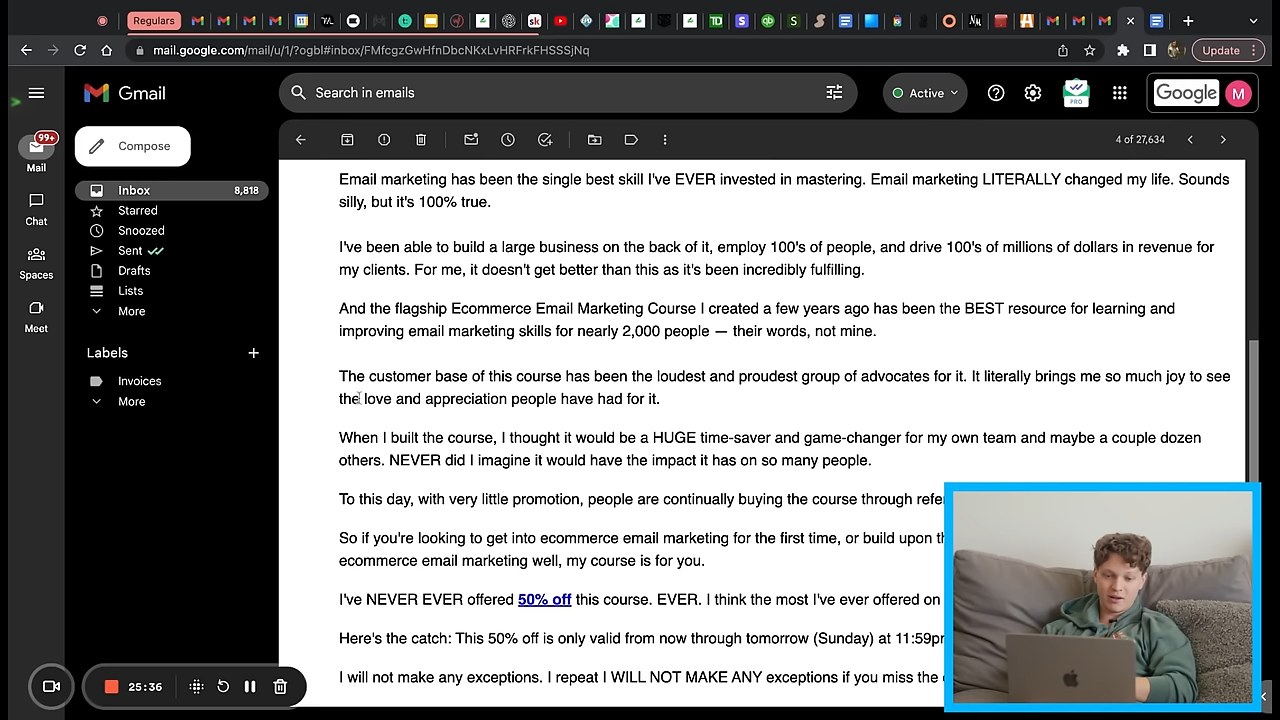 Regulars
mail.google.com/mail/u/1/?ogbl#inbox/FMfcgzGwHfnDbcNKxLvHRFrkFHSSSjNq
Update
Gmail
Search in emails
Active
PRO
Google
M
99+
Mail
Chat
Spaces
Meet
Compose
Inbox 8,818
Starred
Snoozed
Sent
Drafts
Lists
More
Labels
Invoices
More
4 of 27,634
Email marketing has been the single best skill I've EVER invested in mastering. Email marketing LITERALLY changed my life. Sounds
silly, but it's 100% true.
I've been able to build a large business on the back of it, employ 100's of people, and drive 100's of millions of dollars in revenue for
my clients. For me, it doesn't get better than this as it's been incredibly fulfilling.
And the flagship Ecommerce Email Marketing Course I created a few years ago has been the BEST resource for learning and
improving email marketing skills for nearly 2,000 people — their words, not mine.
The customer base of this course has been the loudest and proudest group of advocates for it. It literally brings me so much joy to see
the love and appreciation people have had for it.
When I built the course, I thought it would be a HUGE time-saver and game-changer for my own team and maybe a couple dozen
others. NEVER did I imagine it would have the impact it has on so many people.
To this day, with very little promotion, people are continually buying the course through
So if you're looking to get into ecommerce email marketing for the first time, or build upon
ecommerce email marketing well, my course is for you.
I've NEVER EVER offered 50% off this course. EVER. I think the most I've ever offered on
Here's the catch: This 50% off is only valid from now through tomorrow (Sunday) at
I will not make any exceptions. I repeat I WILL NOT MAKE ANY exceptions if you miss the
25:36